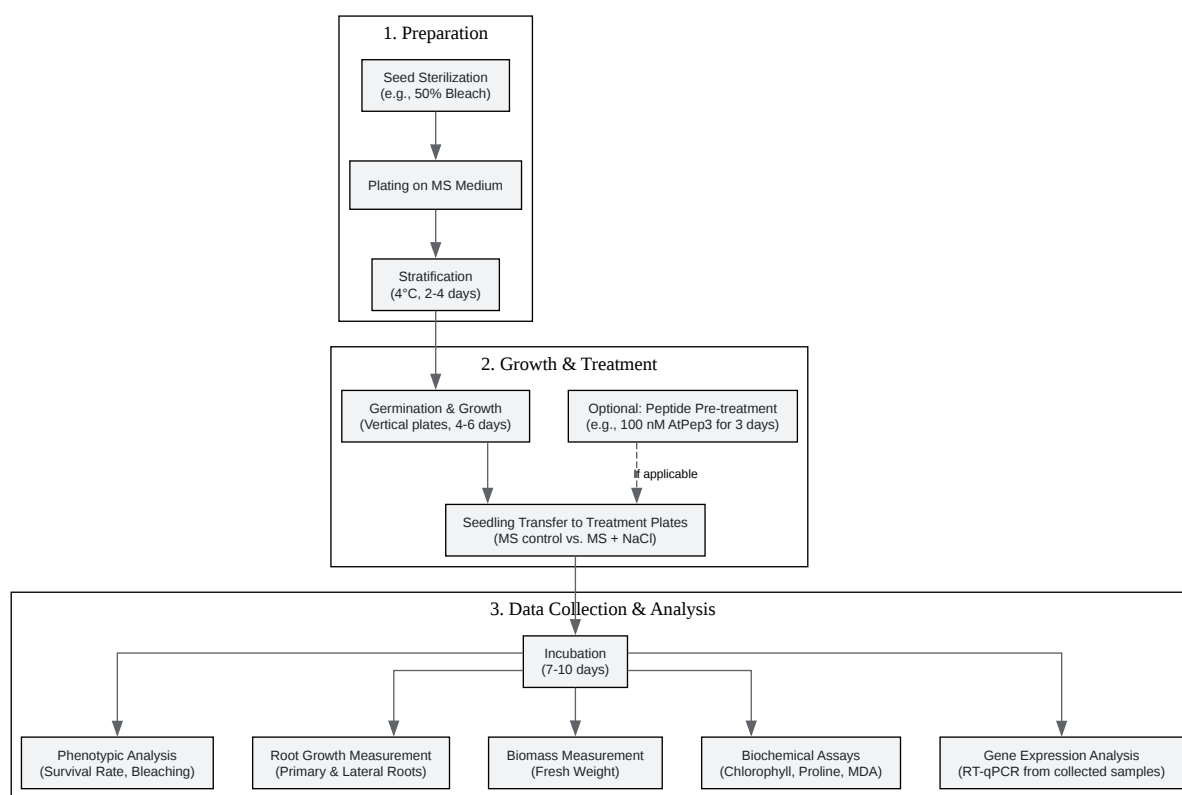 1. Preparation
Seed Sterilization
(e.g., 50% Bleach)
Plating on MS Medium
Stratification
(4°C, 2-4 days)
2. Growth & Treatment
Germination & Growth
(Vertical plates, 4-6 days)
Optional: Peptide Pre-treatment
(e.g., 100 nM AtPep3 for 3 days)
If applicable
Seedling Transfer to Treatment Plates
(MS control vs. MS + NaCl)
3. Data Collection & Analysis
Incubation
(7-10 days)
Phenotypic Analysis
(Survival Rate, Bleaching)
Root Growth Measurement
(Primary & Lateral Roots)
Biomass Measurement
(Fresh Weight)
Biochemical Assays
(Chlorophyll, Proline, MDA)
Gene Expression Analysis
(RT-qPCR from collected samples)